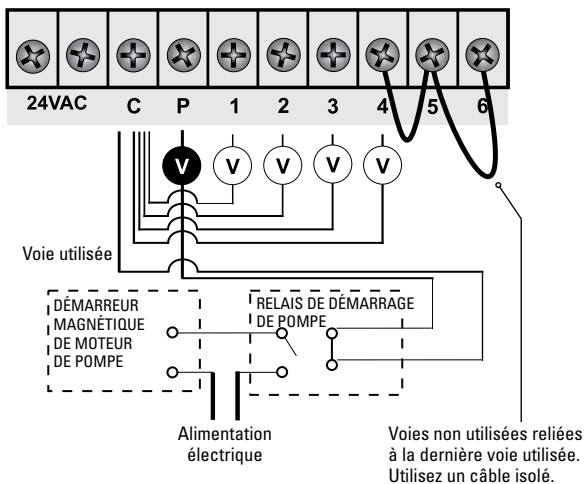 24VAC C P 1 2 3 4 5 6
V V V V V
Voie utilisée
DÉMARREUR
MAGNÉTIQUE
DE MOTEUR
DE POMPE
RELAIS DE DÉMARRAGE
DE POMPE
Alimentation
électrique
Voies non utilisées reliées
à la dernière voie utilisée.
Utilisez un câble isolé.